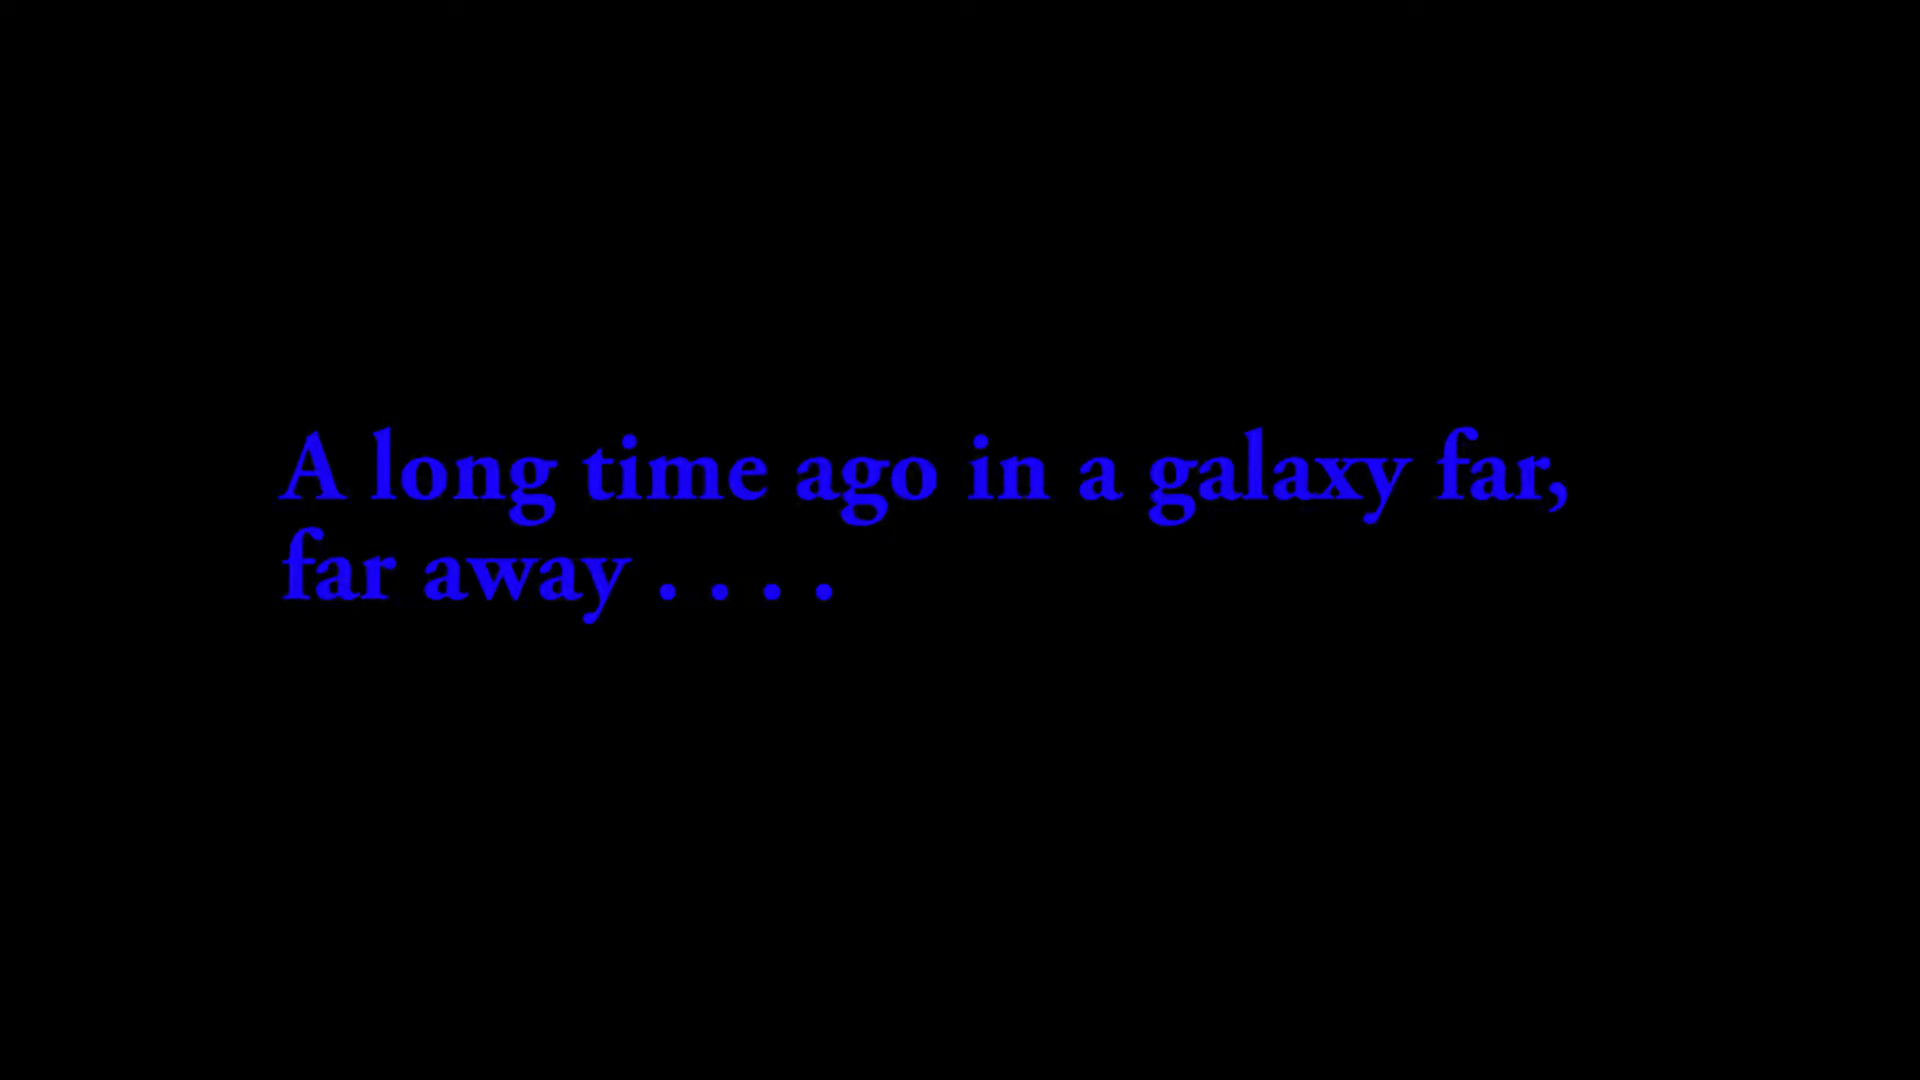 A long time ago in a galaxy far,
far away . . . .